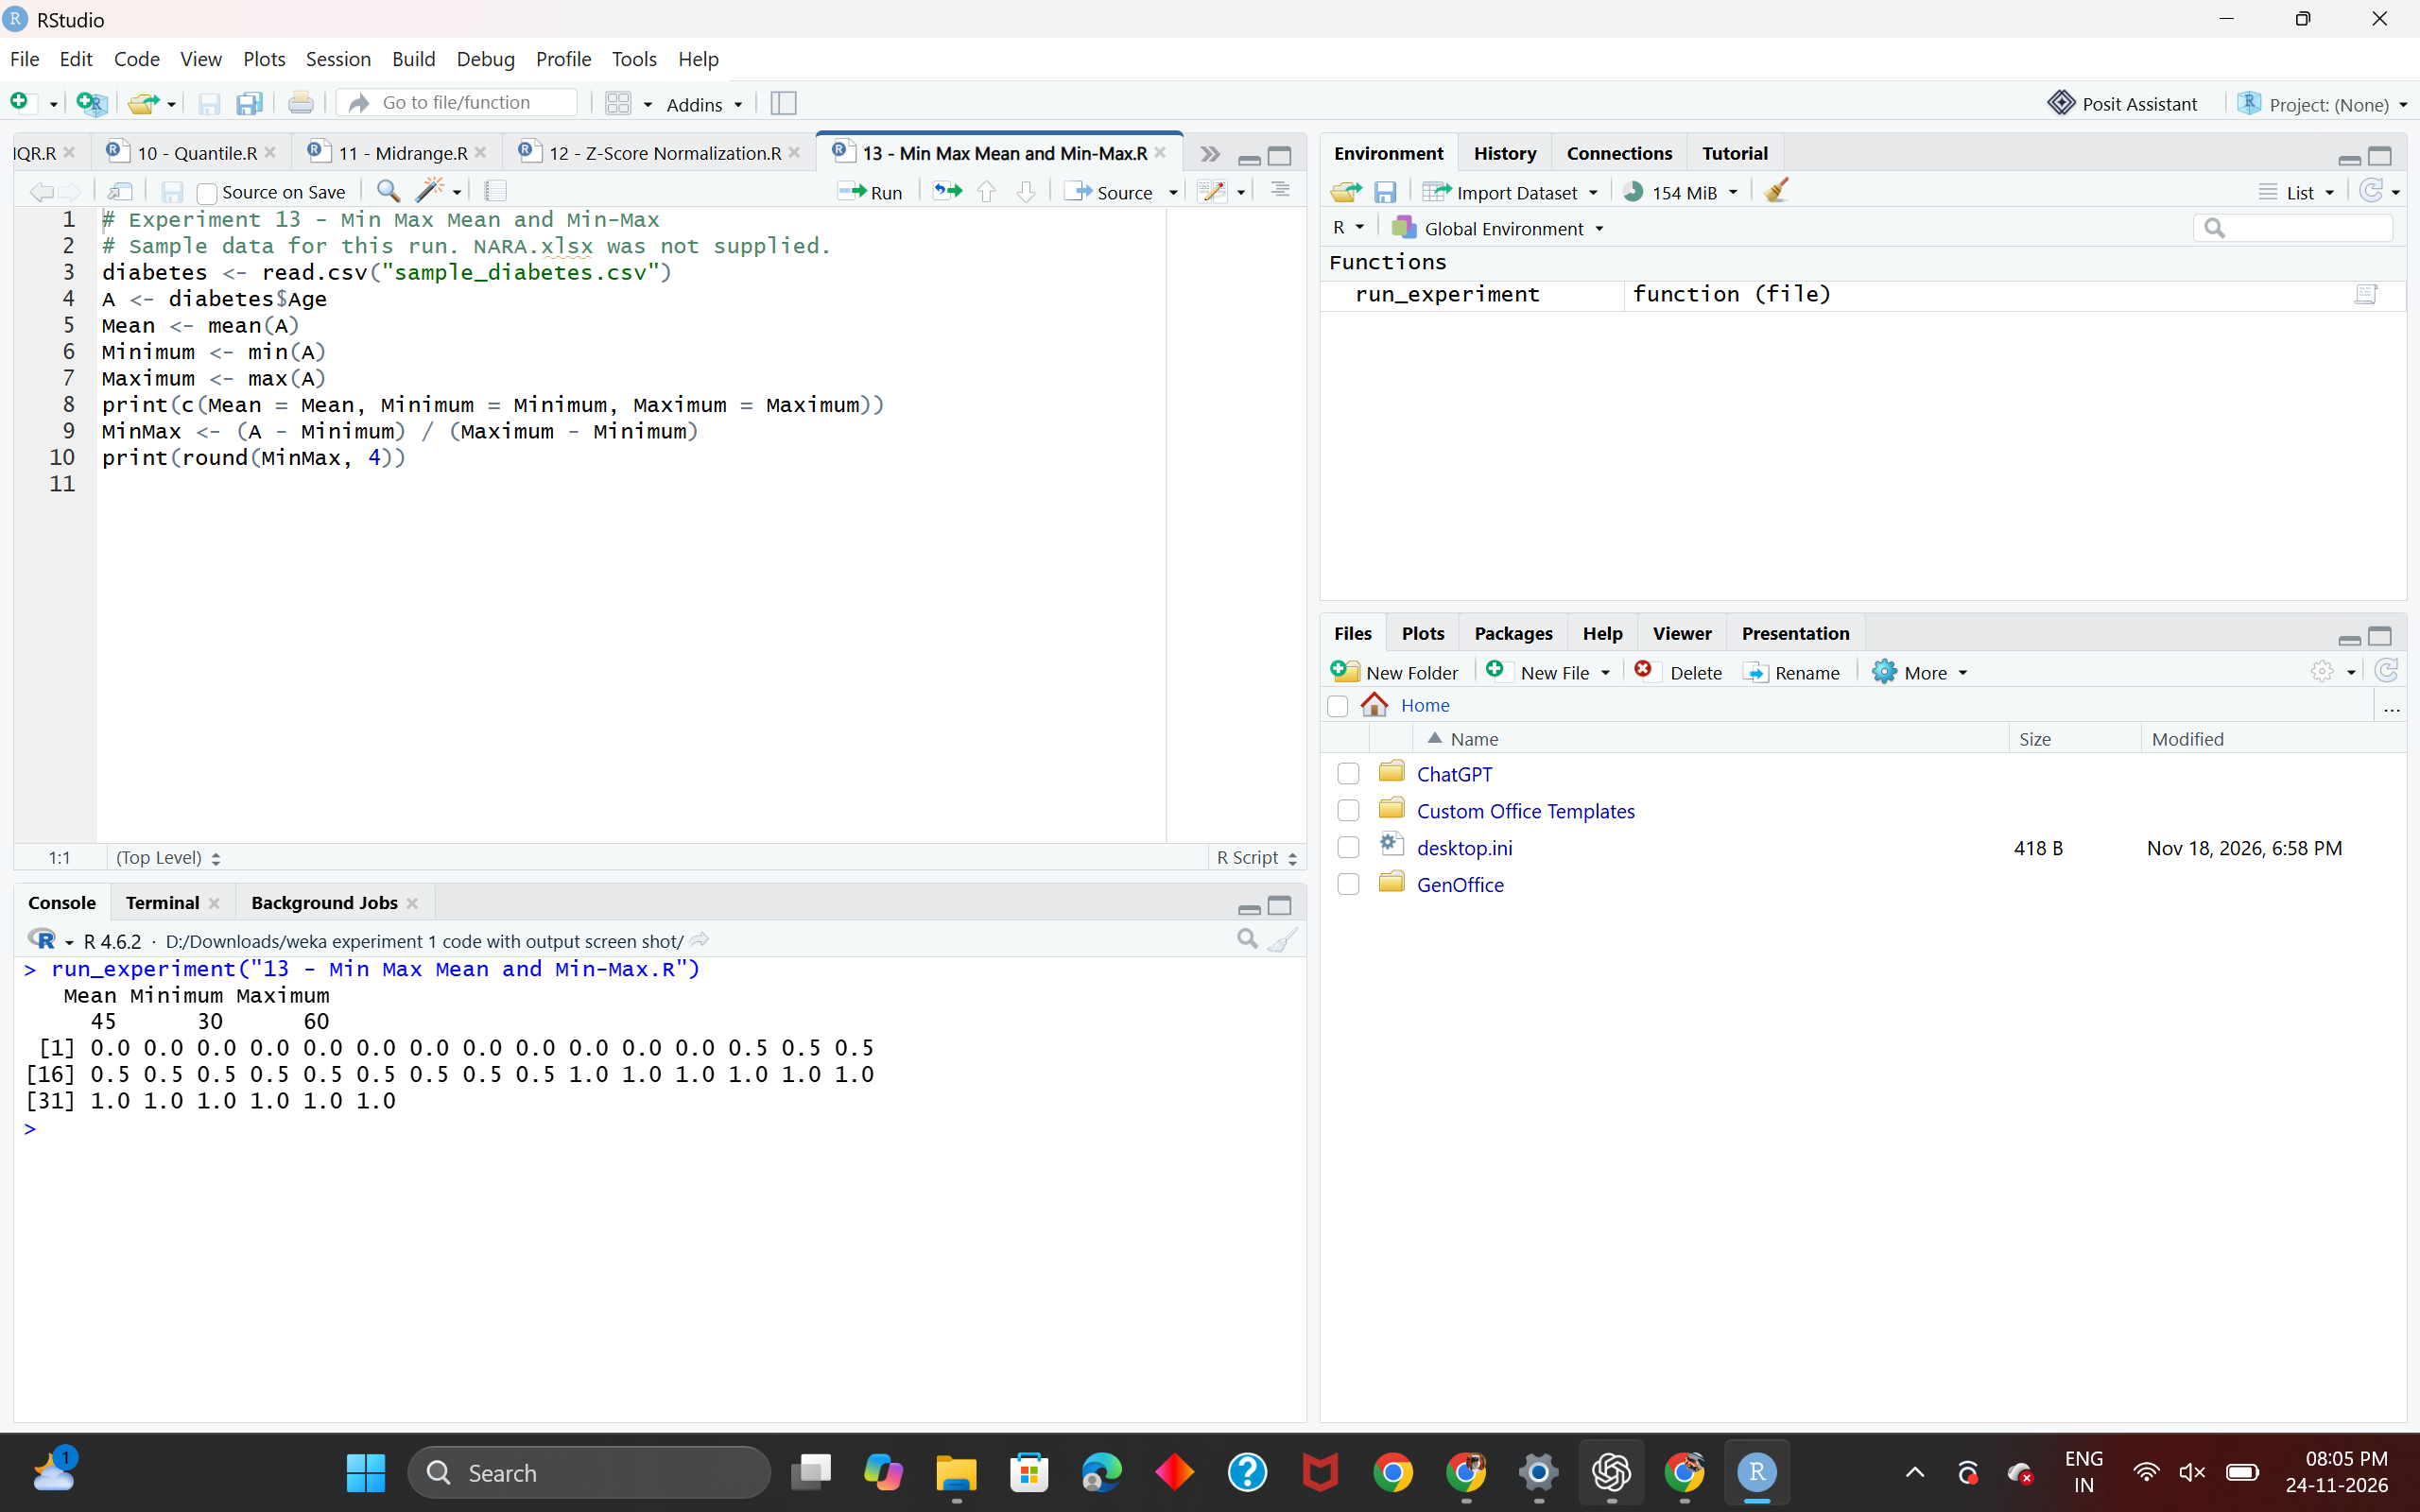 RStudio
File Edit Code View Plots Session Build Debug Profile Tools Help
Go to file/function Addins Posit Assistant Project: (None)
IQR.R 10 - Quantile.R 11 - Midrange.R 12 - Z-Score Normalization.R 13 - Min Max Mean and Min-Max.R
Source on Save Run Source
1 # Experiment 13 - Min Max Mean and Min-Max
2 # Sample data for this run. NARA.xlsx was not supplied.
3 diabetes <- read.csv("sample_diabetes.csv")
4 A <- diabetes$Age
5 Mean <- mean(A)
6 Minimum <- min(A)
7 Maximum <- max(A)
8 print(c(Mean = Mean, Minimum = Minimum, Maximum = Maximum))
9 MinMax <- (A - Minimum) / (Maximum - Minimum)
10 print(round(MinMax, 4))
11
1:1 (Top Level) R Script
Console Terminal Background Jobs
R 4.6.2 · D:/Downloads/weka experiment 1 code with output screen shot/
> run_experiment("13 - Min Max Mean and Min-Max.R")
Mean Minimum Maximum
45 30 60
[1] 0.0 0.0 0.0 0.0 0.0 0.0 0.0 0.0 0.0 0.0 0.0 0.0 0.5 0.5 0.5
[16] 0.5 0.5 0.5 0.5 0.5 0.5 0.5 0.5 0.5 1.0 1.0 1.0 1.0 1.0 1.0
[31] 1.0 1.0 1.0 1.0 1.0 1.0
>
Environment History Connections Tutorial
Import Dataset 154 MiB List
R Global Environment
Functions
run_experiment function (file)
Files Plots Packages Help Viewer Presentation
New Folder New File Delete Rename More
Home ...
Name Size Modified
ChatGPT
Custom Office Templates
desktop.ini 418 B Nov 18, 2026, 6:58 PM
GenOffice
1 Search ENG 08:05 PM
IN 24-11-2026